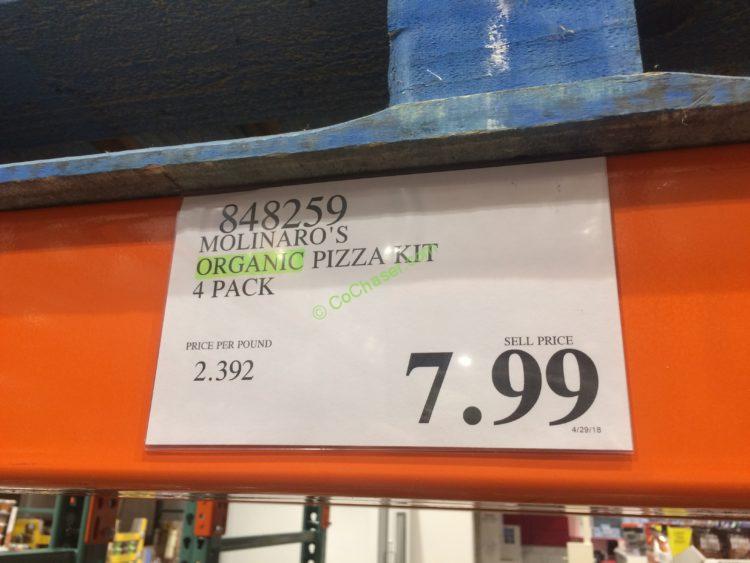 848259
MOLINARO'S
ORGANIC PIZZA KIT
4 PACK
© CoChaser.com
PRICE PER POUND
2.392
SELL PRICE
7.99
4/29/18